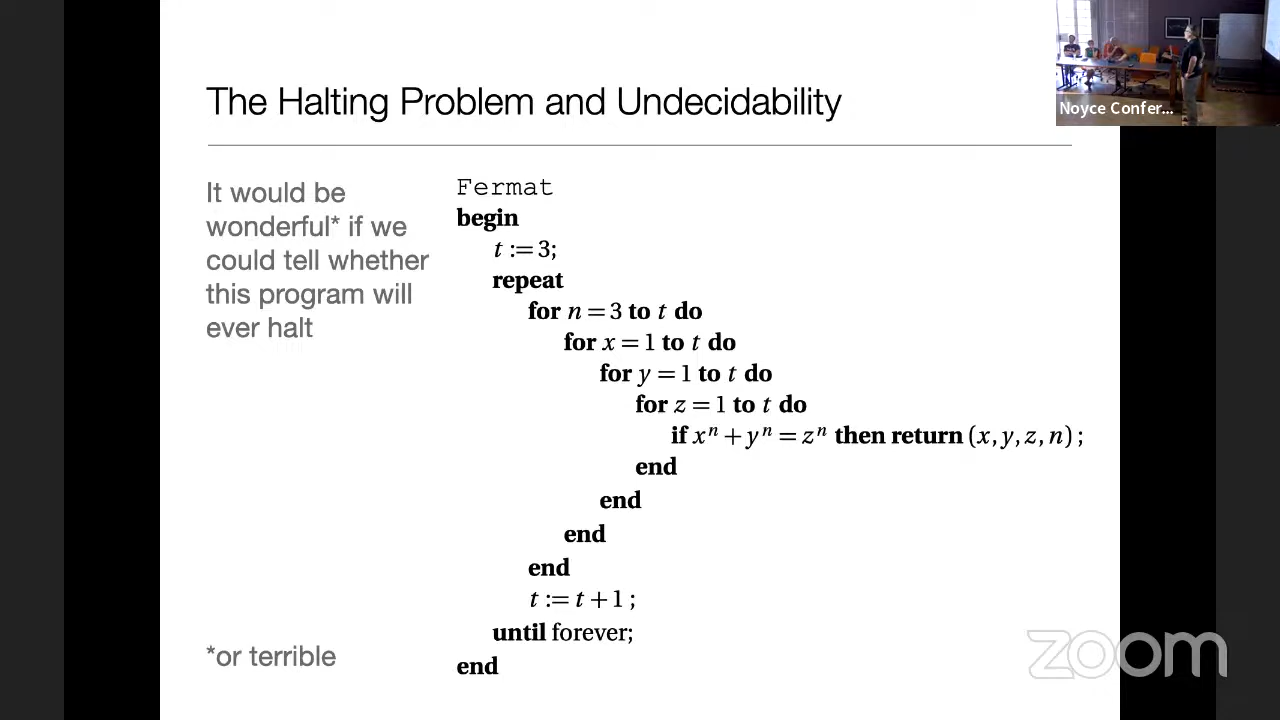 The Halting Problem and Undecidability
Noyce Confer...
It would be
wonderful* if we
could tell whether
this program will
ever halt
*or terrible
Fermat
begin
t := 3;
repeat
for n = 3 to t do
for x = 1 to t do
for y = 1 to t do
for z = 1 to t do
if xⁿ + yⁿ = zⁿ then return (x, y, z, n) ;
end
end
end
end
t := t + 1 ;
until forever;
end
zoom